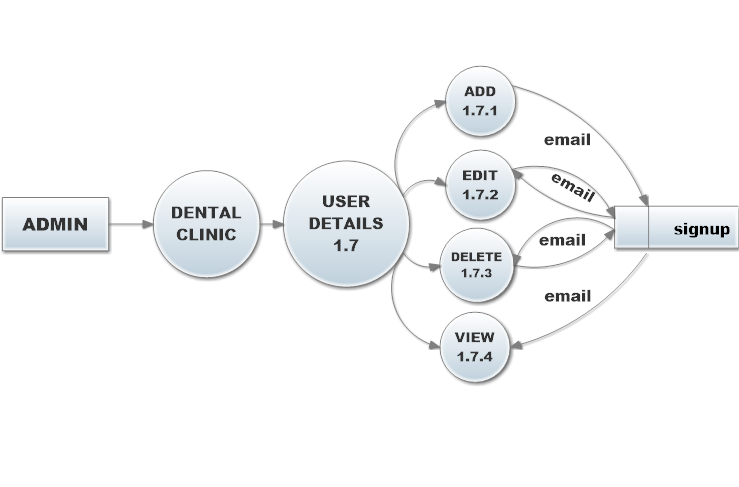 ADMIN
DENTAL
CLINIC
USER
DETAILS
1.7
ADD
1.7.1
EDIT
1.7.2
DELETE
1.7.3
VIEW
1.7.4
email
email
email
email
signup